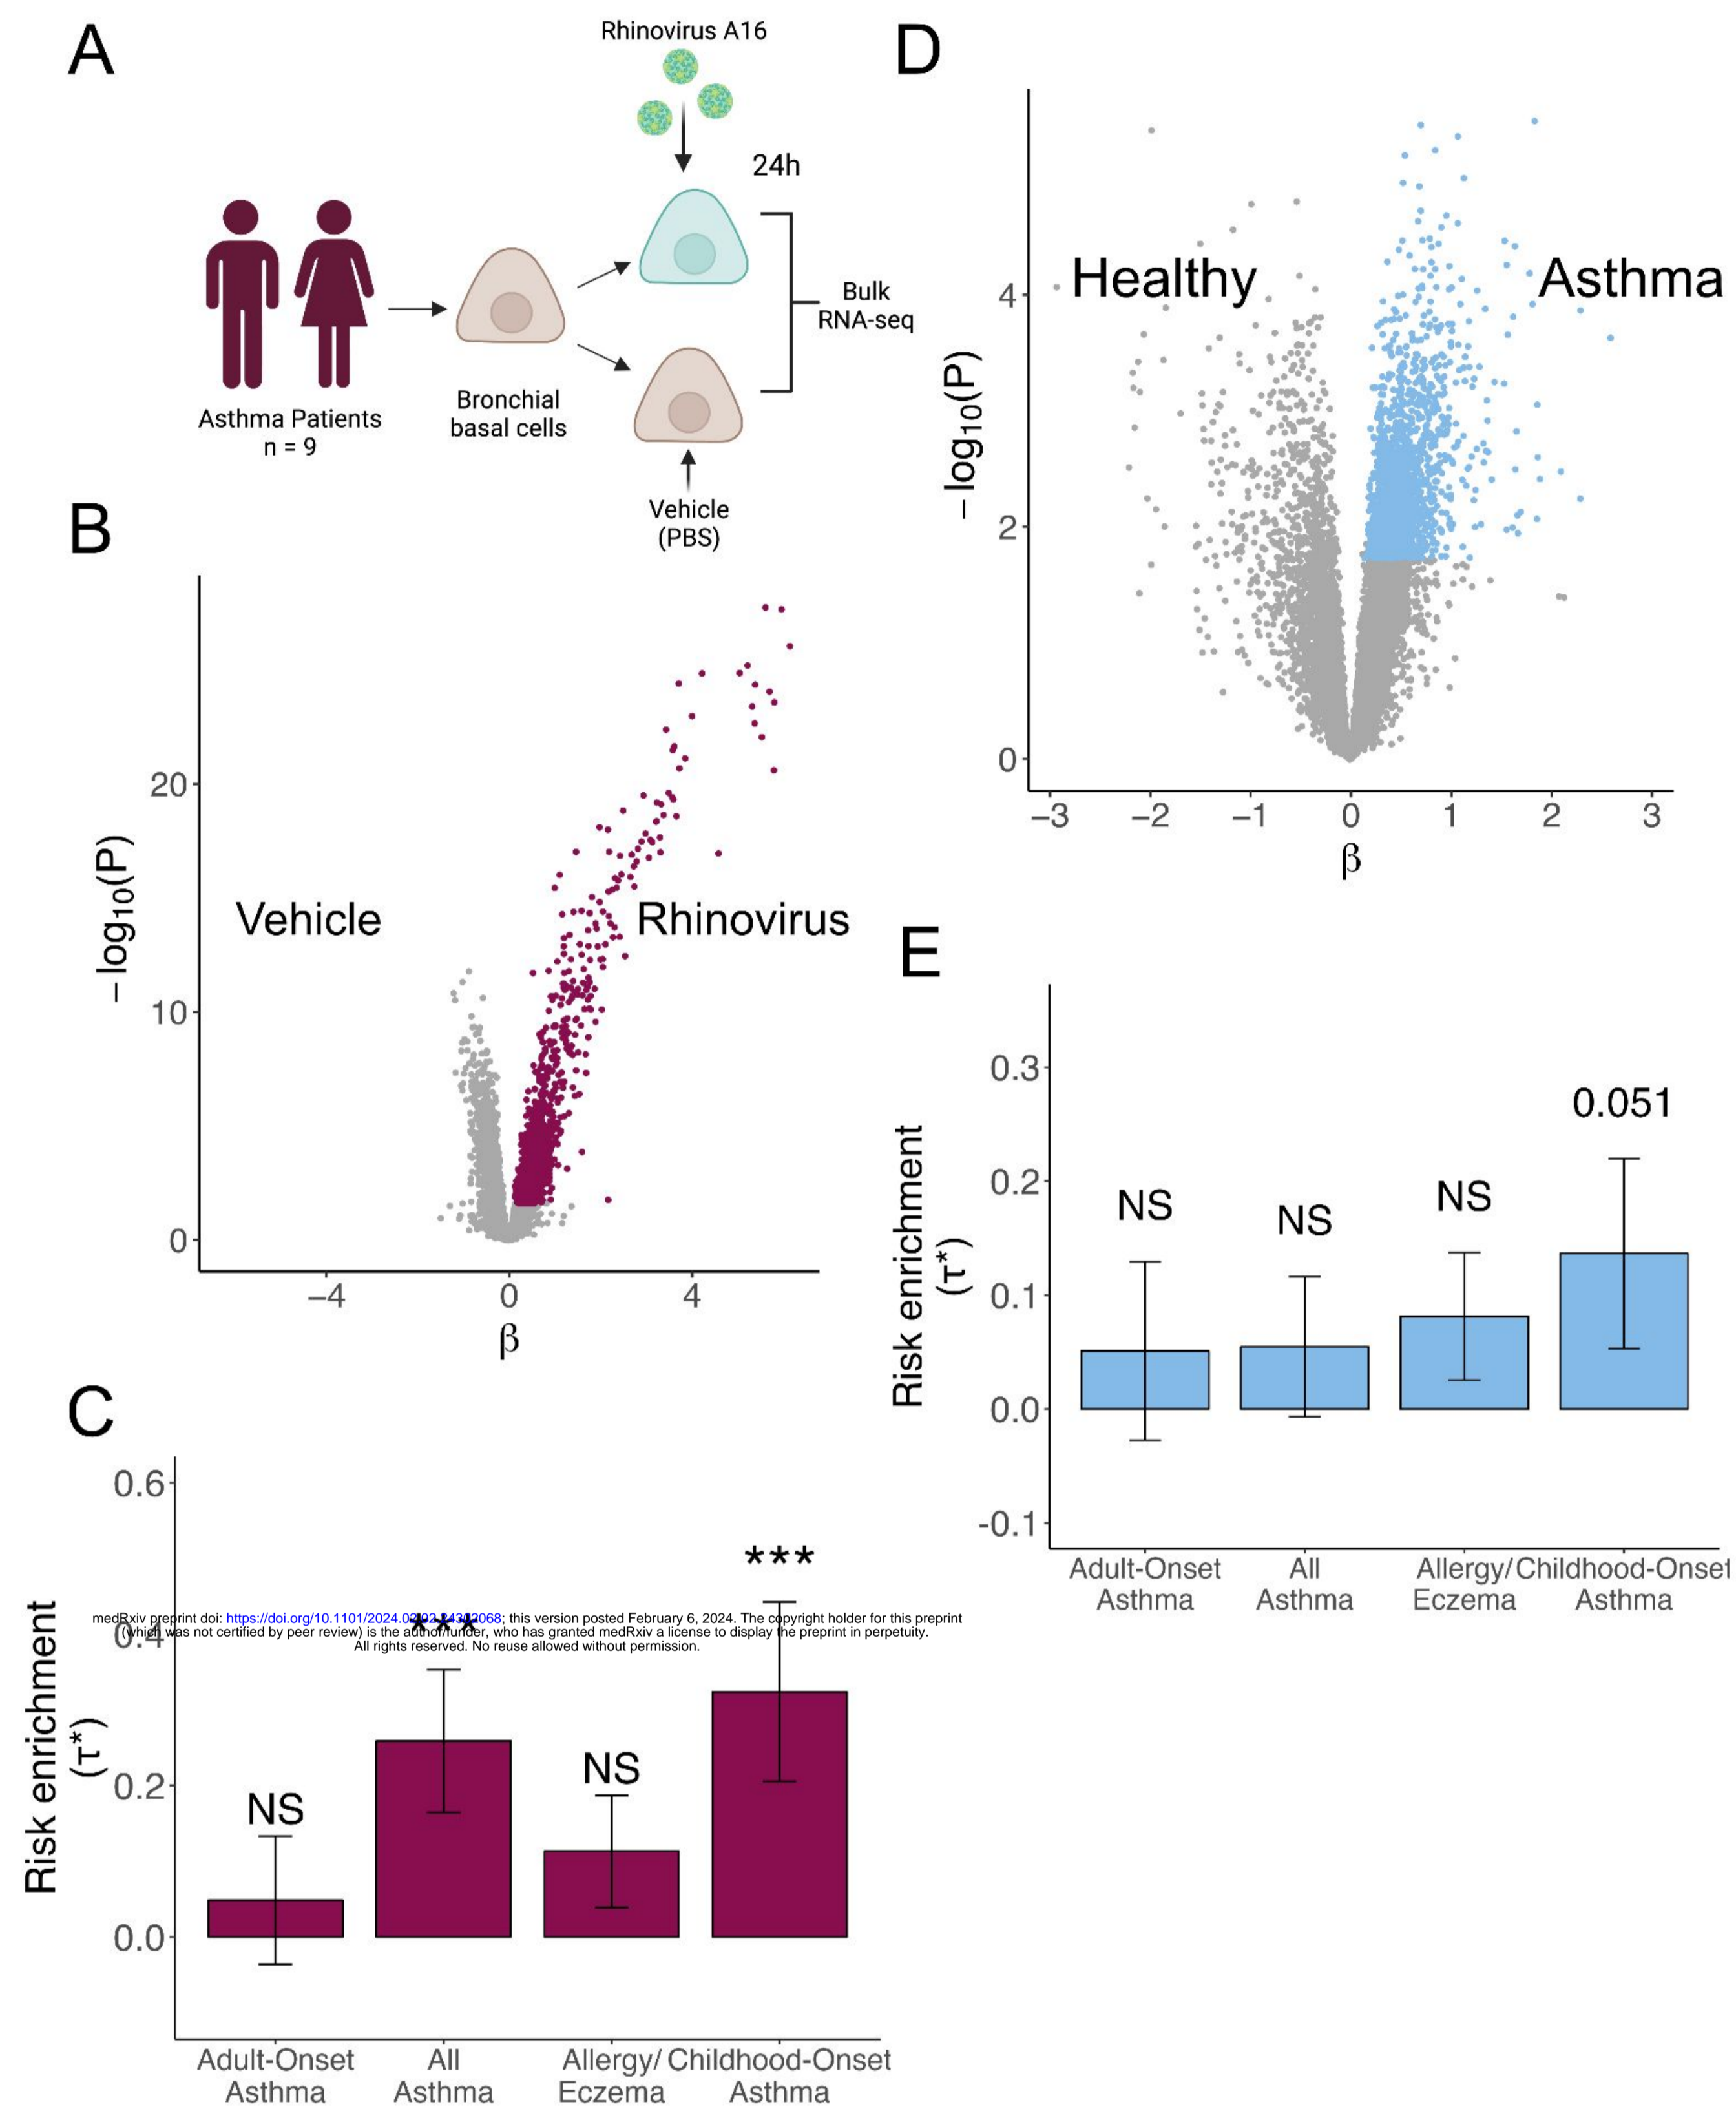 A
Rhinovirus A16
24h
Asthma Patients
n = 9
Bronchial
basal cells
Bulk
RNA-seq
Vehicle
(PBS)
B
− log10(P)
20
10
0
Vehicle
Rhinovirus
−4
0
4
β
C
Risk enrichment
(τ*)
0.6
0.4
0.2
0.0
NS
***
NS
***
Adult-Onset
Asthma
All
Asthma
Allergy/
Eczema
Childhood-Onset
Asthma
medRxiv preprint doi: https://doi.org/10.1101/2024.02.02.24302068; this version posted February 6, 2024. The copyright holder for this preprint
(which was not certified by peer review) is the author/funder, who has granted medRxiv a license to display the preprint in perpetuity.
All rights reserved. No reuse allowed without permission.
D
− log10(P)
4
2
0
Healthy
Asthma
−3
−2
−1
0
1
2
3
β
E
Risk enrichment
(τ*)
0.3
0.2
0.1
0.0
-0.1
NS
NS
NS
0.051
Adult-Onset
Asthma
All
Asthma
Allergy/
Eczema
Childhood-Onset
Asthma